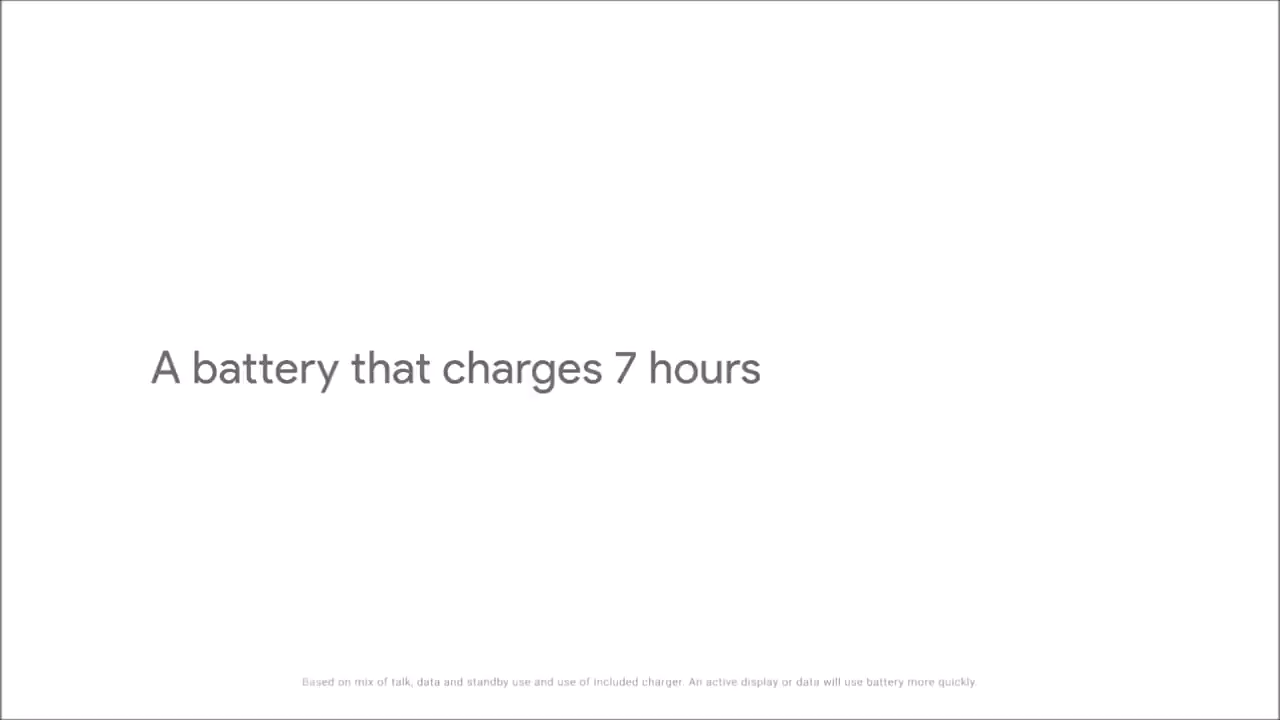 A battery that charges 7 hours
Based on mix of talk, data and standby use and use of included charger. An active display or data will use battery more quickly.